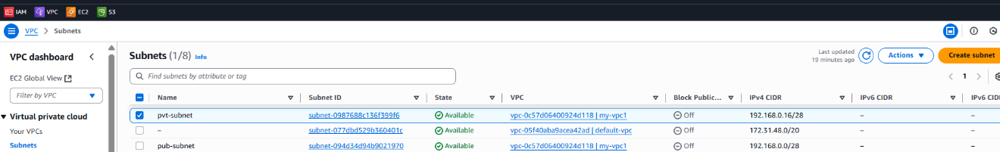 IAM VPC EC2 S3
VPC > Subnets
VPC dashboard
EC2 Global View
Filter by VPC
Virtual private cloud
Your VPCs
Subnets
Subnets (1/8) Info
Last updated
19 minutes ago
Actions
Create subnet
Find subnets by attribute or tag
1
Name Subnet ID State VPC Block Public... IPv4 CIDR IPv6 CIDR IPv6 CI
pvt-subnet subnet-0987688c136f399f6 Available vpc-0c57d06400924d118 | my-vpc1 Off 192.168.0.16/28 – –
– subnet-077dbd529b360401c Available vpc-05f40aba9acea42ad | default-vpc Off 172.31.48.0/20 – –
pub-subnet subnet-094d34d94b9021970 Available vpc-0c57d06400924d118 | my-vpc1 Off 192.168.0.0/28 – –